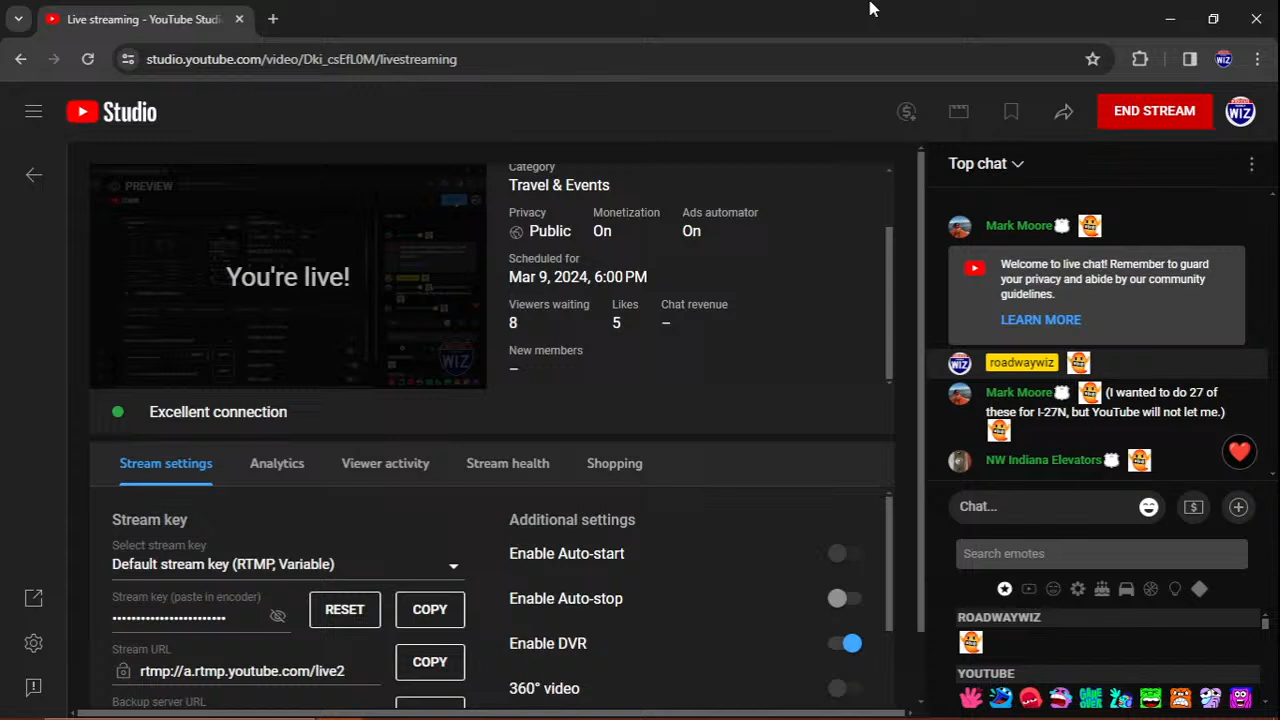 Live streaming - YouTube Studi
studio.youtube.com/video/Dki_csEfL0M/livestreaming
WIZ
Studio
END STREAM
WIZ
PREVIEW
You're live!
WIZ
Category
Travel & Events
Privacy
Monetization
Ads automator
Public
On
On
Scheduled for
Mar 9, 2024, 6:00 PM
Viewers waiting
Likes
Chat revenue
8
5
–
New members
–
Excellent connection
Stream settings
Analytics
Viewer activity
Stream health
Shopping
Stream key
Select stream key
Default stream key (RTMP, Variable)
Stream key (paste in encoder)
••••••••••••••••••••••••
RESET
COPY
Stream URL
rtmp://a.rtmp.youtube.com/live2
COPY
Backup server URL
Additional settings
Enable Auto-start
Enable Auto-stop
Enable DVR
360° video
Top chat
Mark Moore
Welcome to live chat! Remember to guard
your privacy and abide by our community
guidelines.
LEARN MORE
WIZ
roadwaywiz
Mark Moore (I wanted to do 27 of
these for I-27N, but YouTube will not let me.)
NW Indiana Elevators
Chat...
Search emotes
ROADWAYWIZ
YOUTUBE